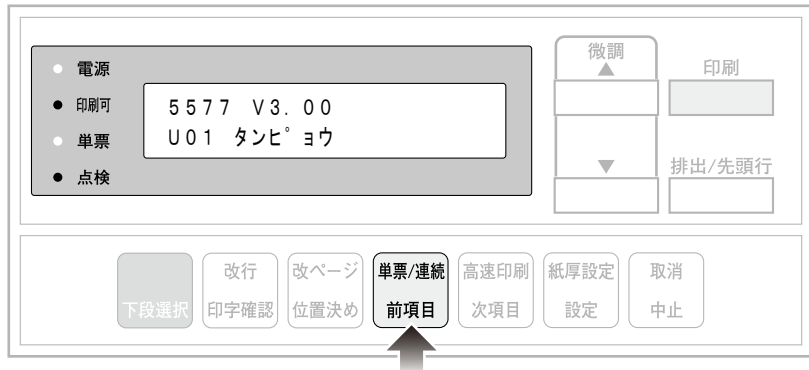 電源
印刷可
単票
点検
5577 V3.00
U01 タンピョウ
微調
▲
▼
印刷
排出/先頭行
下段選択
改行
印字確認
改ページ
位置決め
単票/連続
前項目
高速印刷
次項目
紙厚設定
設定
取消
中止